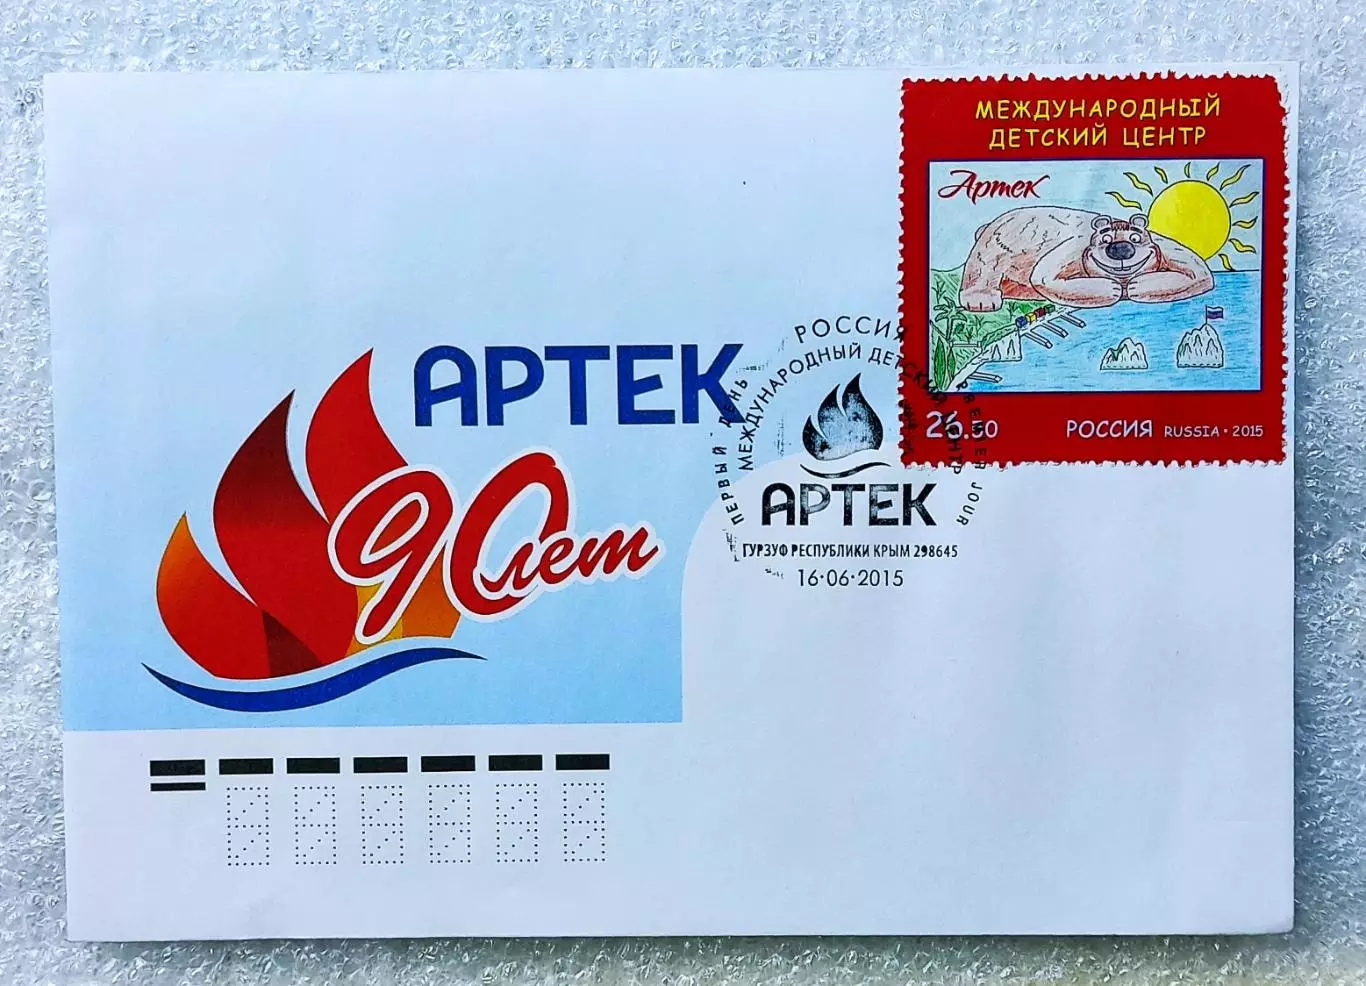 МЕЖДУНАРОДНЫЙ
ДЕТСКИЙ ЦЕНТР
Артек
26.50
РОССИЯ RUSSIA • 2015
АРТЕК
90 лет
РОССИЯ
МЕЖДУНАРОДНЫЙ ДЕТСКИЙ ЦЕНТР
ПЕРВЫЙ ДЕНЬ
PREMIER JOUR
АРТЕК
ГУРЗУФ РЕСПУБЛИКИ КРЫМ 298645
16•06•2015